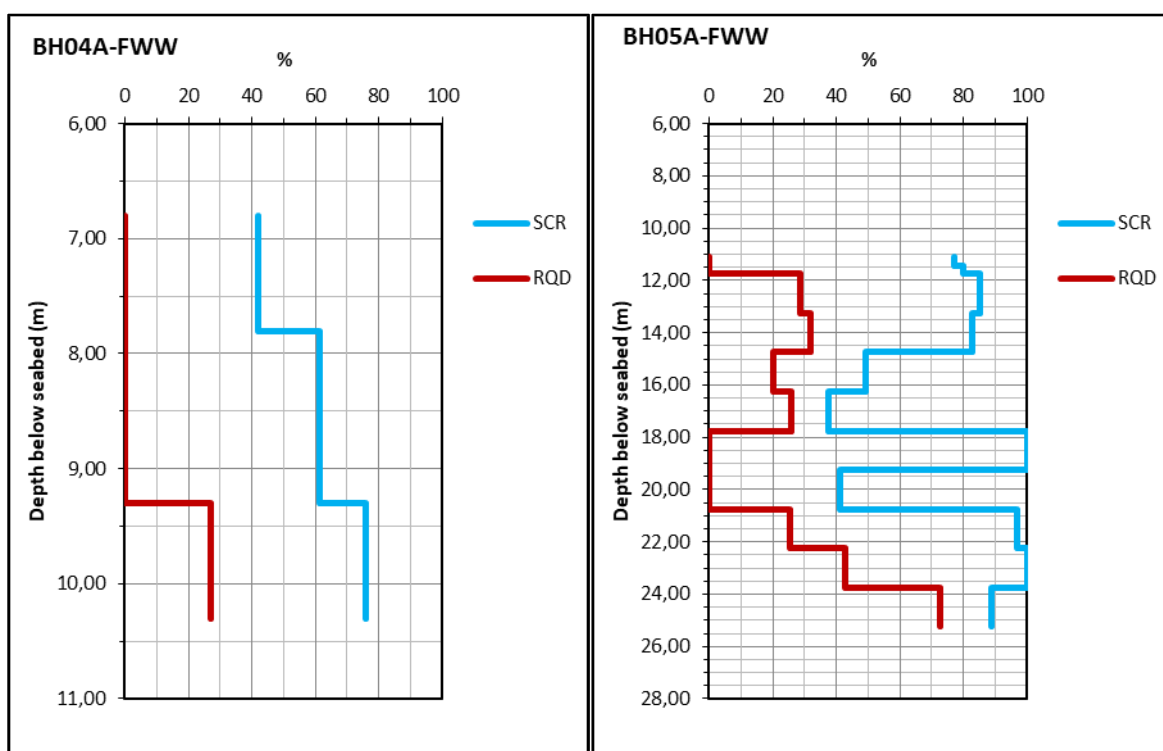 BH04A-FWW
%
0 20 40 60 80 100
6,00
7,00
8,00
9,00
10,00
11,00
Depth below seabed (m)
SCR
RQD
BH05A-FWW
%
0 20 40 60 80 100
6,00
8,00
10,00
12,00
14,00
16,00
18,00
20,00
22,00
24,00
26,00
28,00
Depth below seabed (m)
SCR
RQD